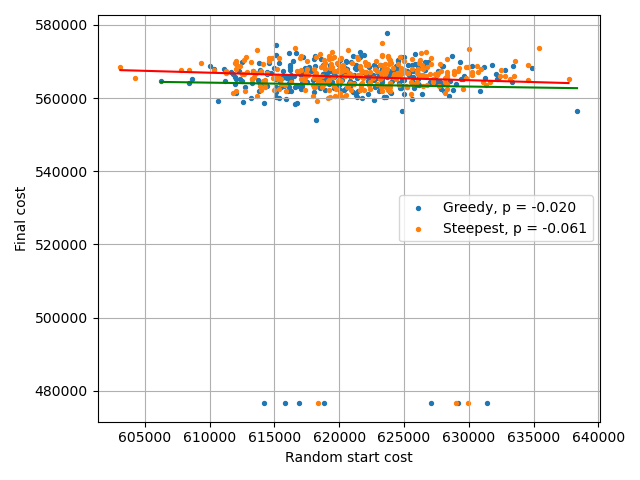 580000
560000
540000
520000
500000
480000
Final cost
Greedy, p = -0.020
Steepest, p = -0.061
605000 610000 615000 620000 625000 630000 635000 640000
Random start cost